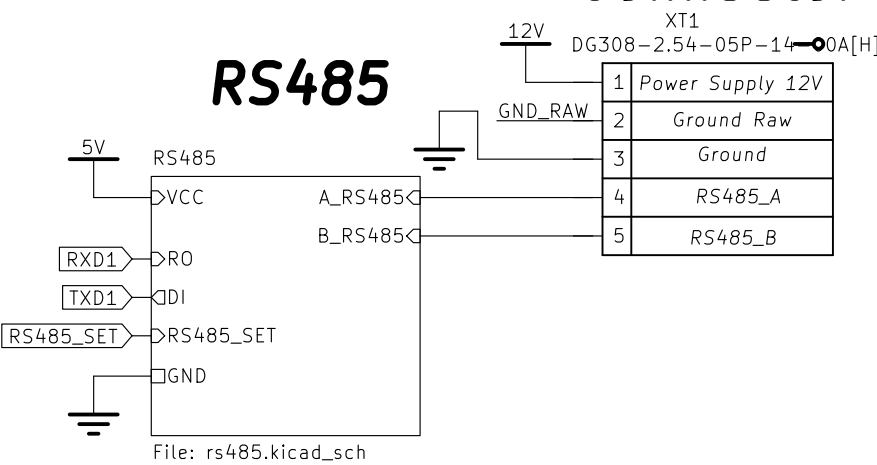 XT1
12V
DG308-2.54-05P-14-00A[H]
RS485
1 Power Supply 12V
GND_RAW
2 Ground Raw
5V
RS485
3 Ground
VCC
A_RS485
4 RS485_A
B_RS485
5 RS485_B
RXD1
RO
TXD1
DI
RS485_SET
RS485_SET
GND
File: rs485.kicad_sch